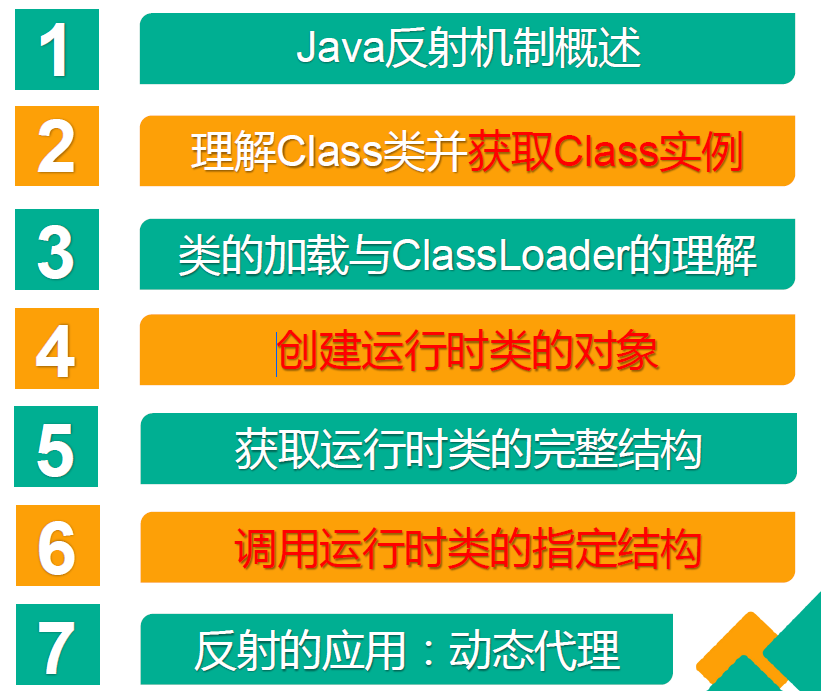 1 Java反射机制概述
2 理解Class类并获取Class实例
3 类的加载与ClassLoader的理解
4 创建运行时类的对象
5 获取运行时类的完整结构
6 调用运行时类的指定结构
7 反射的应用：动态代理